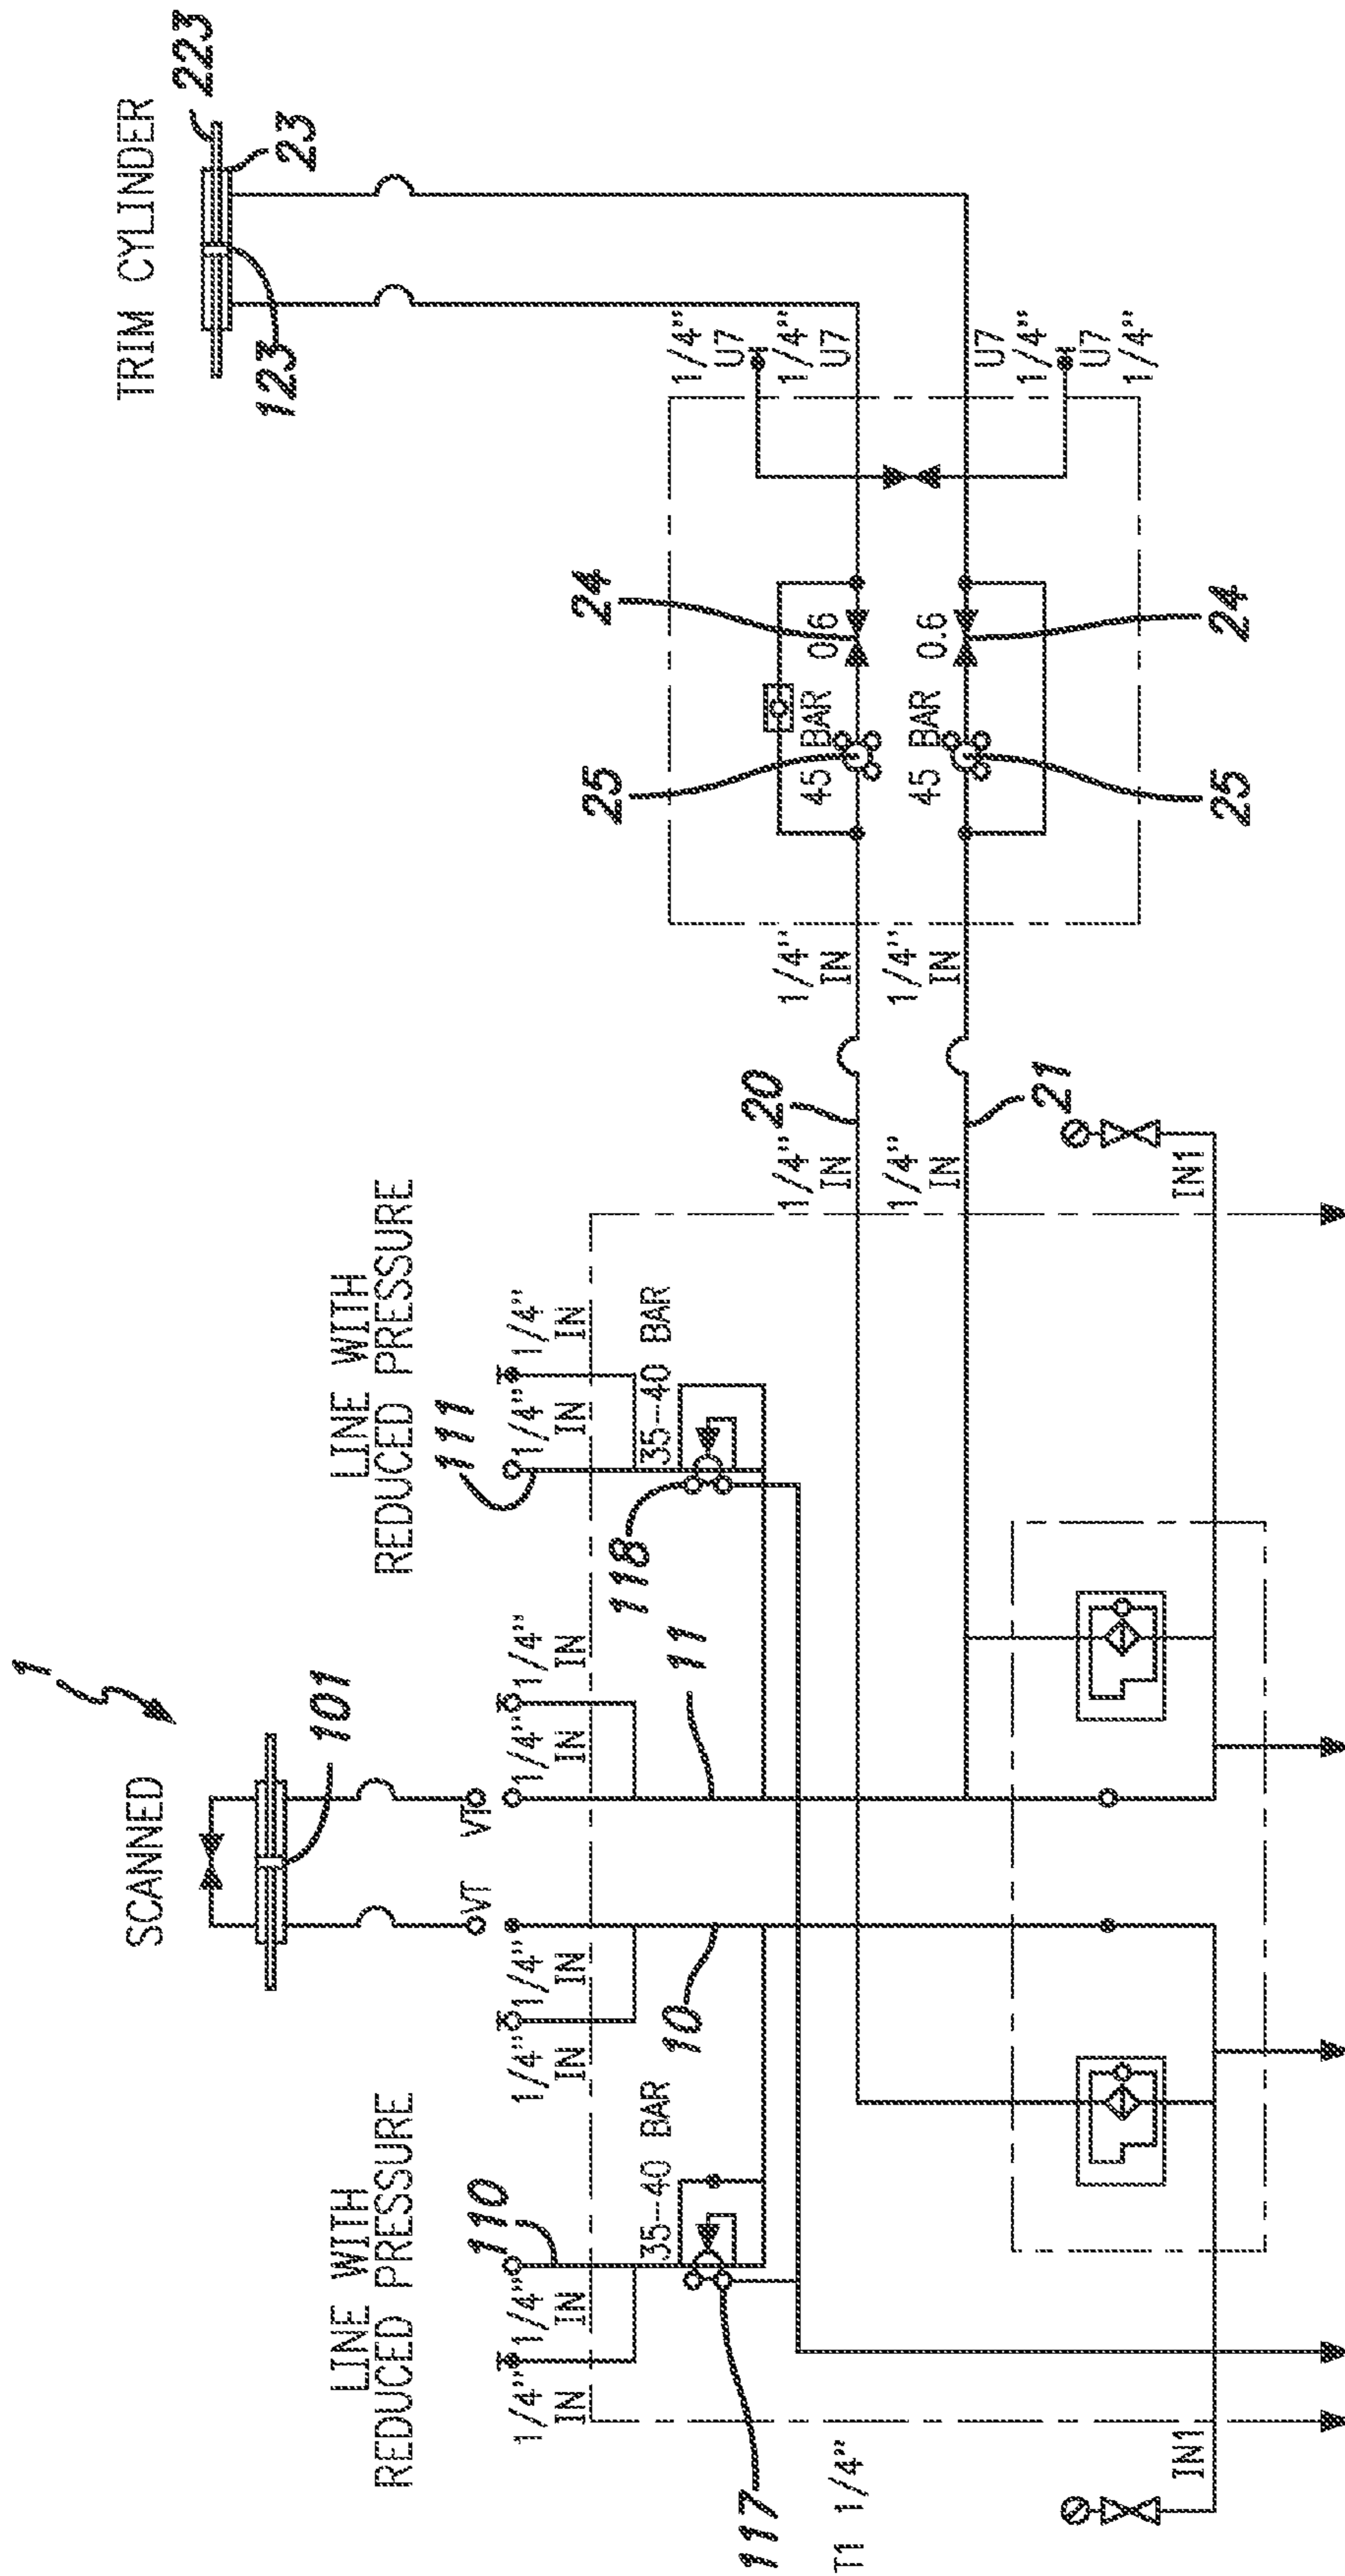 1
TRIM CYLINDER
SCANNED
223
23
123
101
LINE WITH
REDUCED PRESSURE
LINE WITH
REDUCED PRESSURE
110
VT
VT
111
1/4"
IN
1/4"
IN
1/4"
IN
1/4"
IN
1/4"
IN
1/4"
IN
1/4"
IN
1/4"
IN
35-40 BAR
35-40 BAR
117
118
10
11
24
25
1/4"
U7
1/4"
U7
20
1/4"
IN
1/4"
IN
45 BAR
0.6
T1 1/4"
1/4"
IN
1/4"
IN
45 BAR
0.6
U7
1/4"
U7
1/4"
21
25
24
IN1
IN1